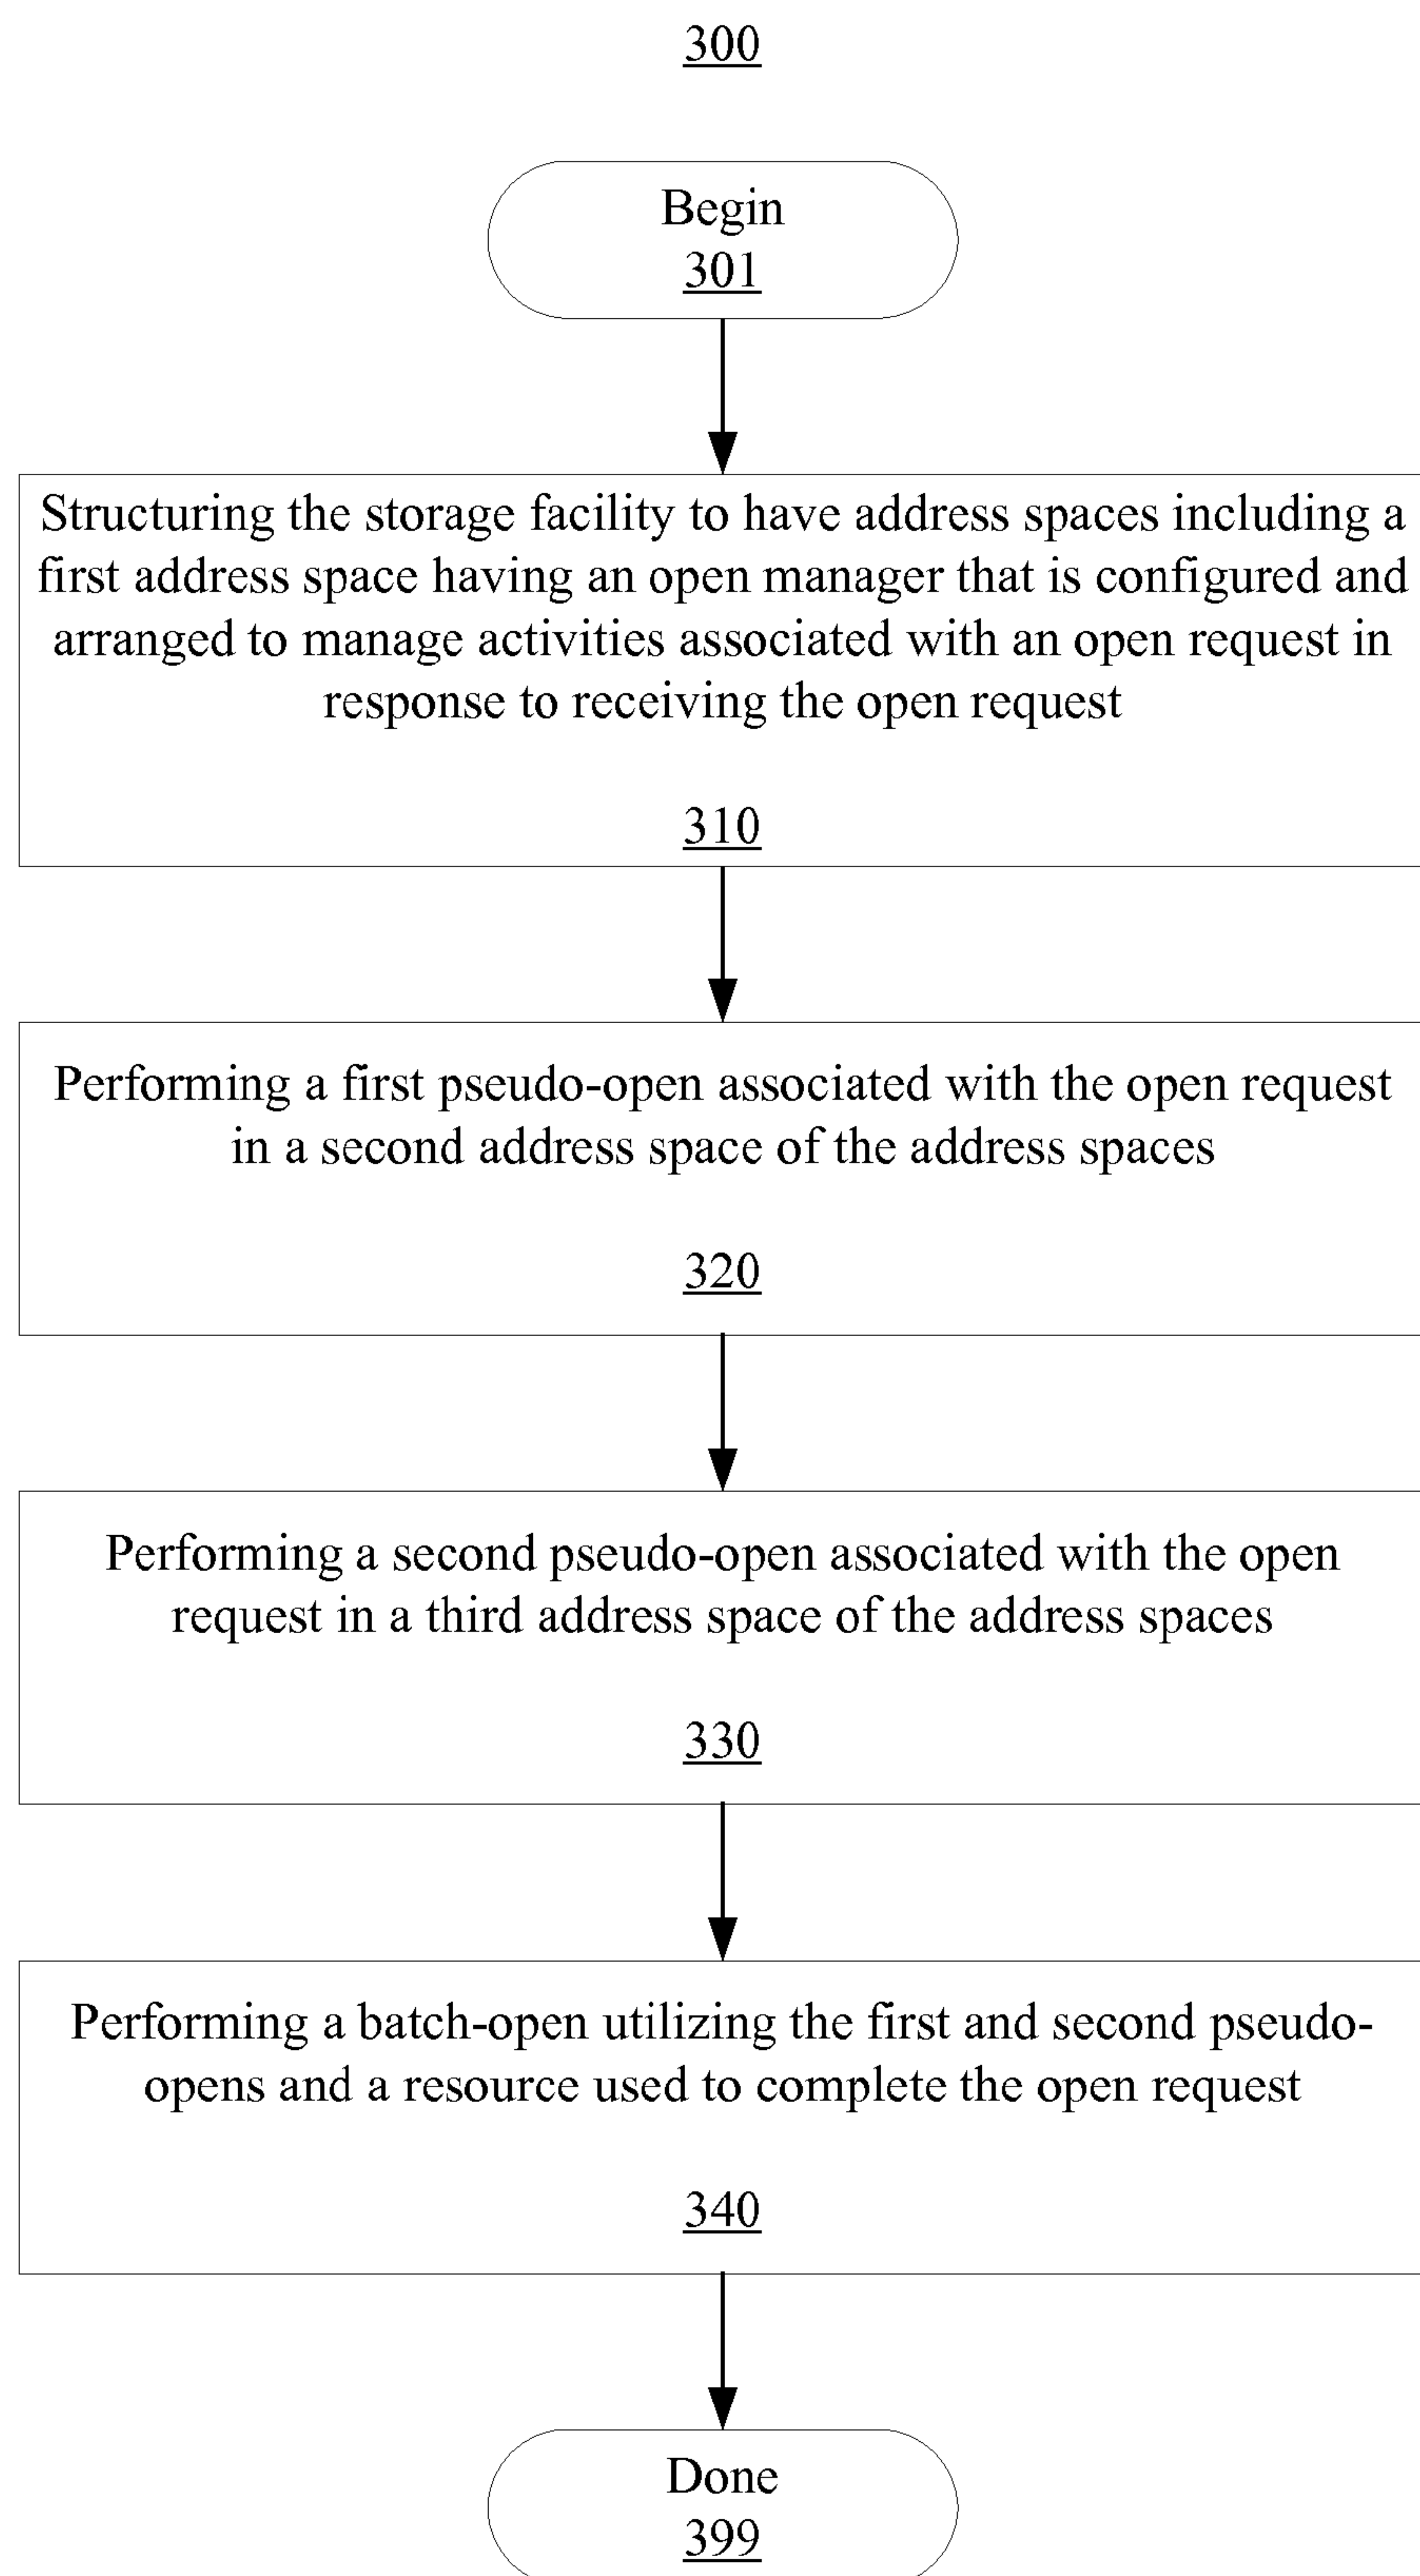 300
Begin
301
Structuring the storage facility to have address spaces including a
first address space having an open manager that is configured and
arranged to manage activities associated with an open request in
response to receiving the open request
310
Performing a first pseudo-open associated with the open request
in a second address space of the address spaces
320
Performing a second pseudo-open associated with the open
request in a third address space of the address spaces
330
Performing a batch-open utilizing the first and second pseudo-
opens and a resource used to complete the open request
340
Done
399